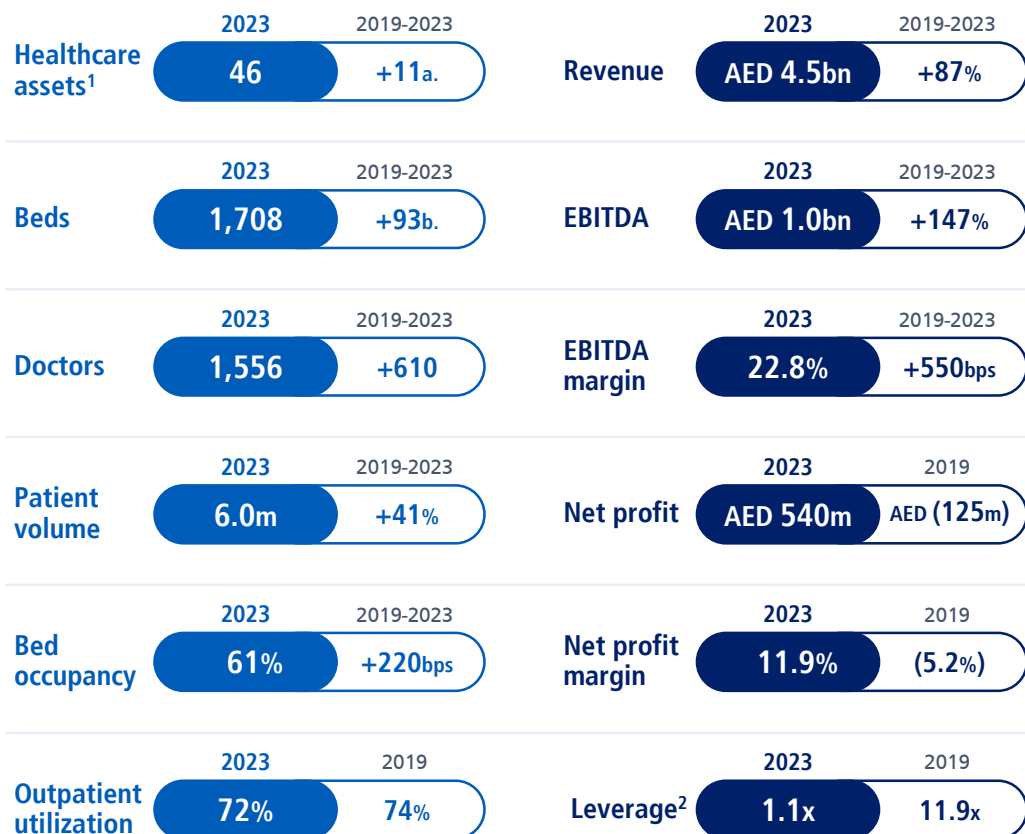 2023 2019-2023
Healthcare assets¹ 46 +11a.
2023 2019-2023
Revenue AED 4.5bn +87%
2023 2019-2023
Beds 1,708 +93b.
2023 2019-2023
EBITDA AED 1.0bn +147%
2023 2019-2023
Doctors 1,556 +610
2023 2019-2023
EBITDA margin 22.8% +550bps
2023 2019-2023
Patient volume 6.0m +41%
2023 2019
Net profit AED 540m AED (125m)
2023 2019-2023
Bed occupancy 61% +220bps
2023 2019
Net profit margin 11.9% (5.2%)
2023 2019
Outpatient utilization 72% 74%
2023 2019
Leverage² 1.1x 11.9x